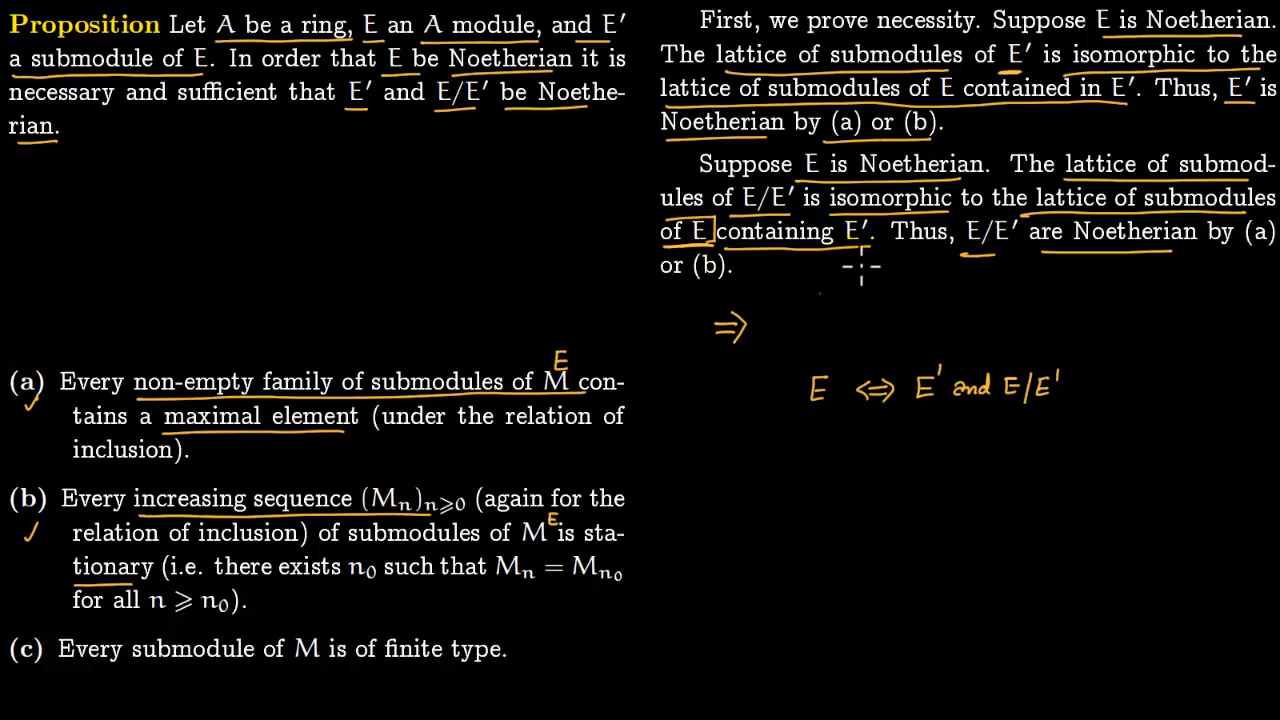 Proposition Let A be a ring, E an A module, and E′
a submodule of E. In order that E be Noetherian it is
necessary and sufficient that E′ and E/E′ be Noethe-
rian.
E
(a) Every non-empty family of submodules of M con-
tains a maximal element (under the relation of
inclusion).
(b) Every increasing sequence (Mₙ)ₙ⩾₀ (again for the
relation of inclusion) of submodules of M E is sta-
tionary (i.e. there exists n₀ such that Mₙ = Mₙ₀
for all n ⩾ n₀).
(c) Every submodule of M is of finite type.
First, we prove necessity. Suppose E is Noetherian.
The lattice of submodules of E′ is isomorphic to the
lattice of submodules of E contained in E′. Thus, E′ is
Noetherian by (a) or (b).
Suppose E is Noetherian. The lattice of submod-
ules of E/E′ is isomorphic to the lattice of submodules
of E containing E′. Thus, E/E′ are Noetherian by (a)
or (b).
⇒
E ⇔ E′ and E/E′